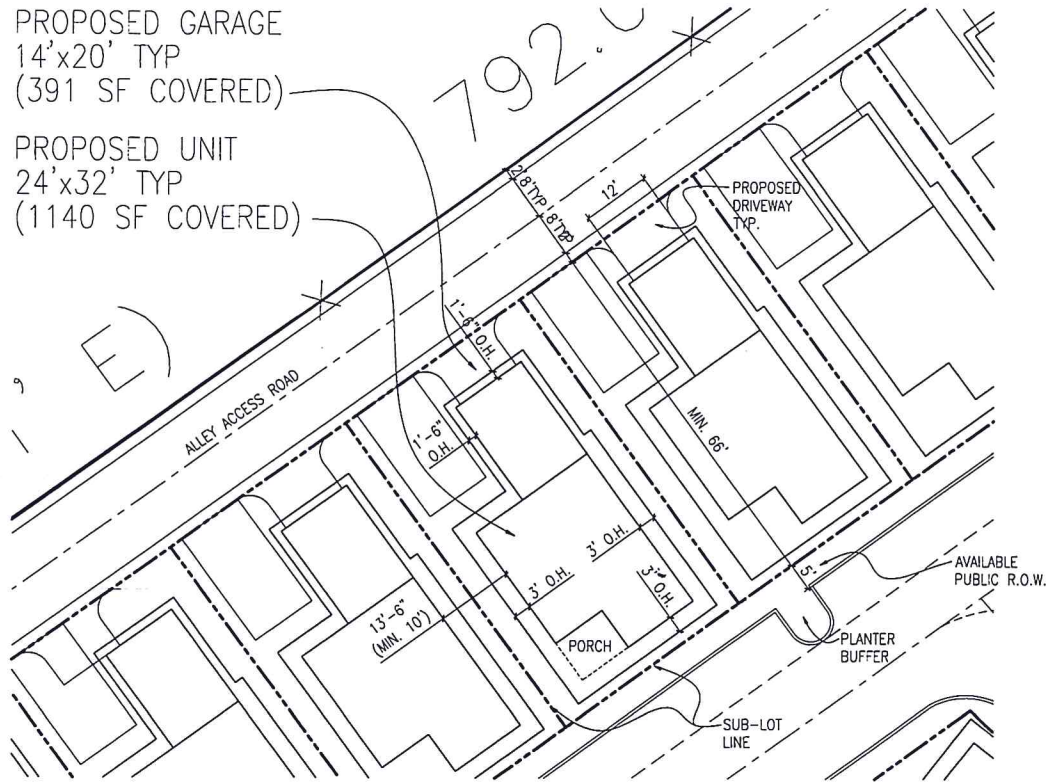 PROPOSED GARAGE
14'x20' TYP
(391 SF COVERED)
PROPOSED UNIT
24'x32' TYP
(1140 SF COVERED)
792.0
E)
ALLEY ACCESS ROAD
2'
8'TYP
8'TYP
12'
PROPOSED
DRIVEWAY
TYP.
1'-6" O.H.
1'-6"
O.H.
MIN. 66'
3' O.H.
3' O.H.
3' O.H.
13'-6"
(MIN. 10')
PORCH
5'
AVAILABLE
PUBLIC R.O.W.
PLANTER
BUFFER
SUB-LOT
LINE